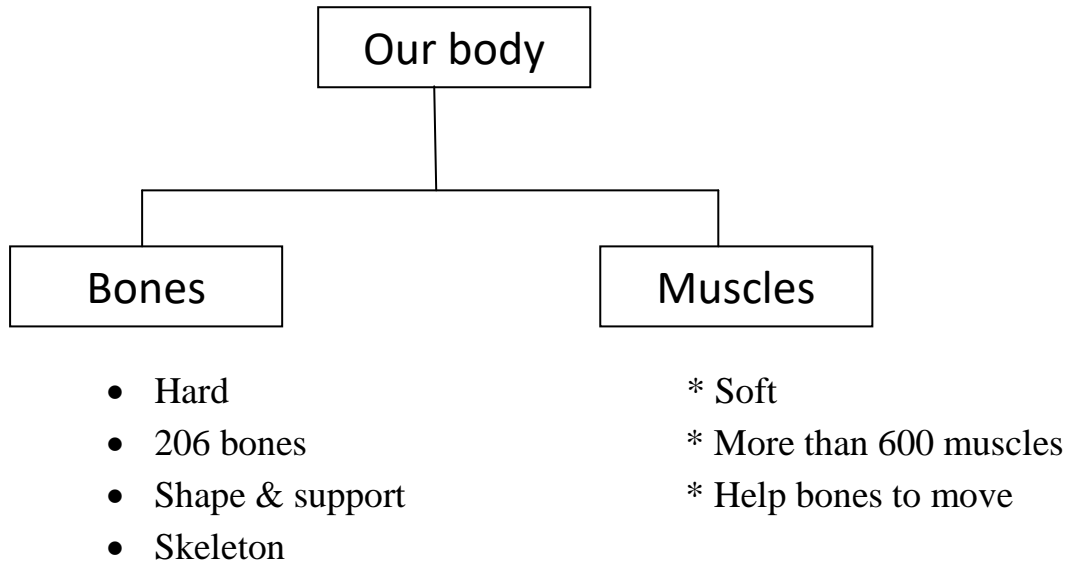 Our body
Bones
Muscles
• Hard
• 206 bones
• Shape & support
• Skeleton
* Soft
* More than 600 muscles
* Help bones to move